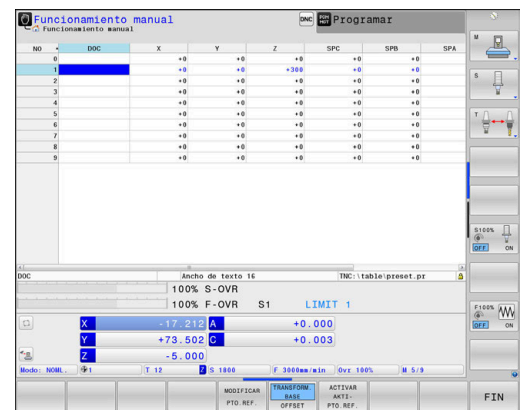 Funcionamiento manual
Funcionamiento manual
DNC
Programar
NO DOC X Y Z SPC SPB SPA
0 +0 +0 +0 +0 +0
1 +0 +0 +300 +0 +0
2 +0 +0 +0 +0 +0
3 +0 +0 +0 +0 +0
4 +0 +0 +0 +0 +0
5 +0 +0 +0 +0 +0
6 +0 +0 +0 +0 +0
7 +0 +0 +0 +0 +0
8 +0 +0 +0 +0 +0
9 +0 +0 +0 +0 +0
DOC Ancho de texto 16 TNC:\table\preset.pr
100% S-OVR
100% F-OVR S1 LIMIT 1
X -17.212 A +0.000
Y +73.502 C +0.003
Z -5.000
Modo: NOML. 1 T 12 Z S 1800 F 3000mm/min Ovr 100% M 5/9
MODIFICAR
PTO.REF.
TRANSFORM.
BASE
OFFSET
ACTIVAR
AKTI-
PTO.REF.
FIN
M
S
T
S100%
OFF ON
F100%
OFF ON